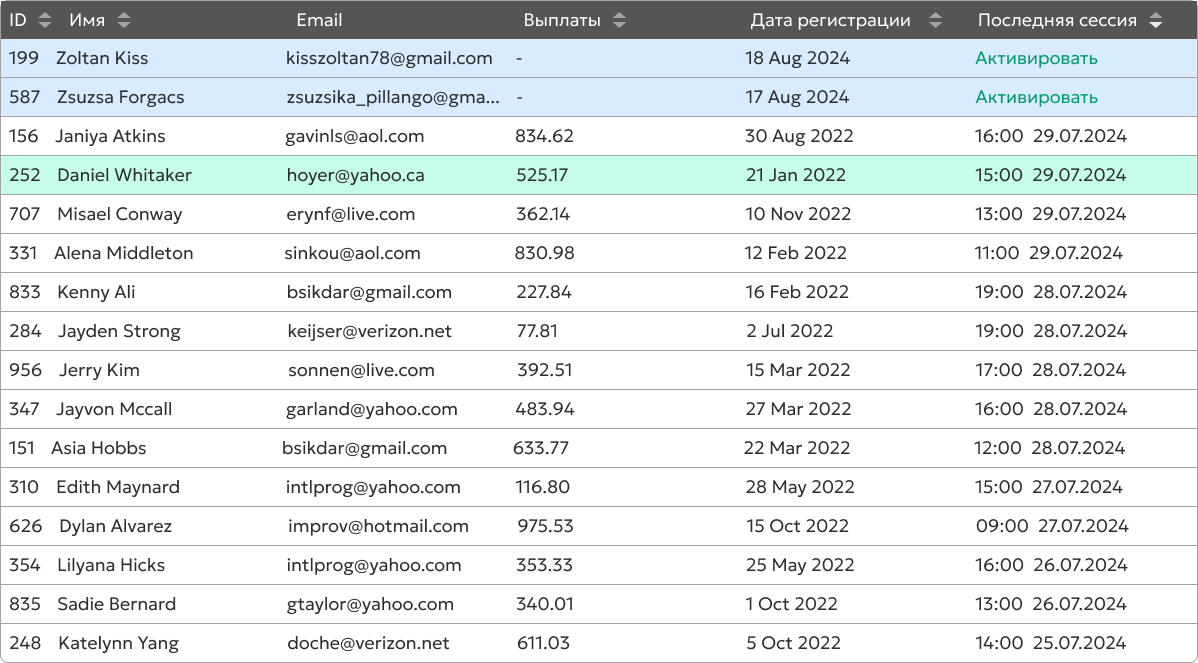 ID Имя Email Выплаты Дата регистрации Последняя сессия
199 Zoltan Kiss kisszoltan78@gmail.com - 18 Aug 2024 Активировать
587 Zsuzsa Forgacs zsuzsika_pillango@gma... - 17 Aug 2024 Активировать
156 Janiya Atkins gavinls@aol.com 834.62 30 Aug 2022 16:00 29.07.2024
252 Daniel Whitaker hoyer@yahoo.ca 525.17 21 Jan 2022 15:00 29.07.2024
707 Misael Conway erynf@live.com 362.14 10 Nov 2022 13:00 29.07.2024
331 Alena Middleton sinkou@aol.com 830.98 12 Feb 2022 11:00 29.07.2024
833 Kenny Ali bsikdar@gmail.com 227.84 16 Feb 2022 19:00 28.07.2024
284 Jayden Strong keijser@verizon.net 77.81 2 Jul 2022 19:00 28.07.2024
956 Jerry Kim sonnen@live.com 392.51 15 Mar 2022 17:00 28.07.2024
347 Jayvon Mccall garland@yahoo.com 483.94 27 Mar 2022 16:00 28.07.2024
151 Asia Hobbs bsikdar@gmail.com 633.77 22 Mar 2022 12:00 28.07.2024
310 Edith Maynard intlprog@yahoo.com 116.80 28 May 2022 15:00 27.07.2024
626 Dylan Alvarez improv@hotmail.com 975.53 15 Oct 2022 09:00 27.07.2024
354 Lilyana Hicks intlprog@yahoo.com 353.33 25 May 2022 16:00 26.07.2024
835 Sadie Bernard gtaylor@yahoo.com 340.01 1 Oct 2022 13:00 26.07.2024
248 Katelynn Yang doche@verizon.net 611.03 5 Oct 2022 14:00 25.07.2024